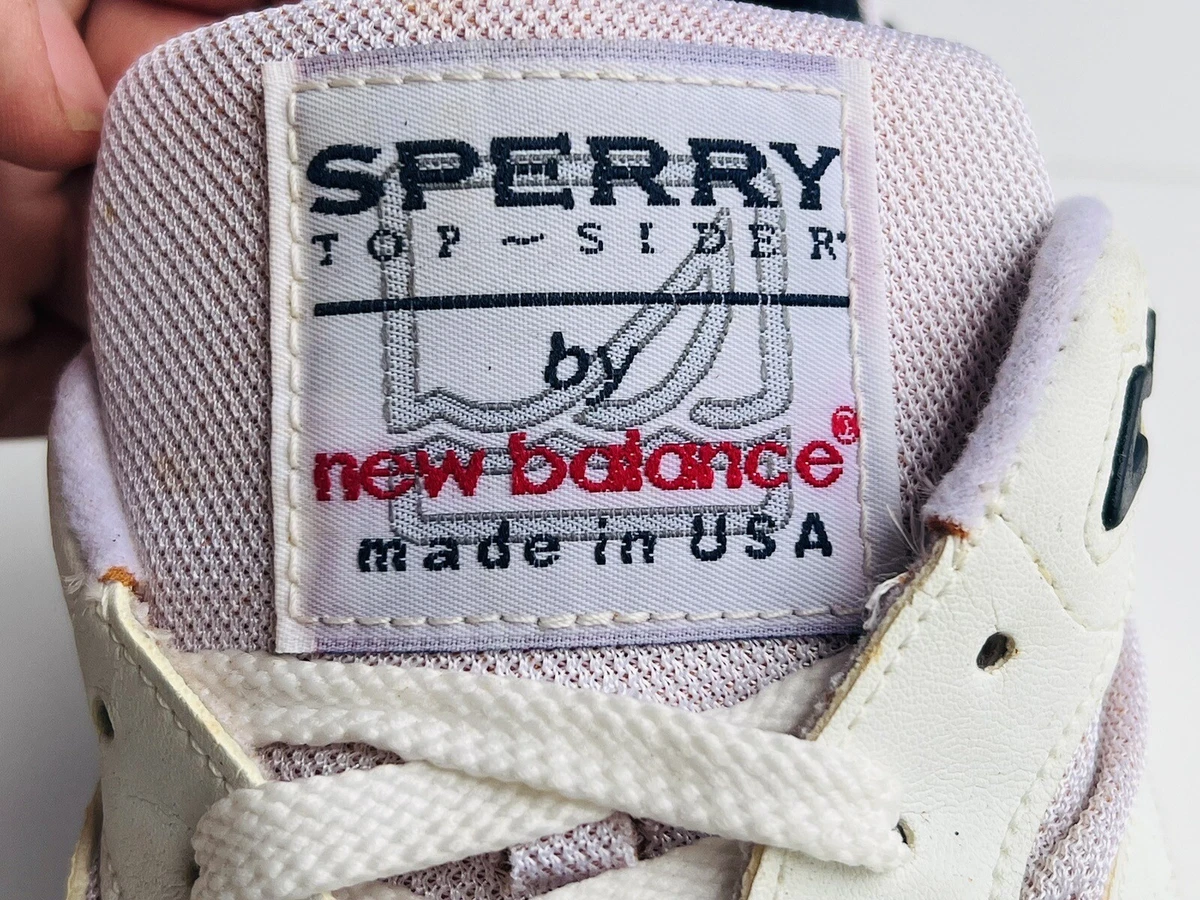 SPERRY
TOP-SIDER
by
new balance®
made in USA